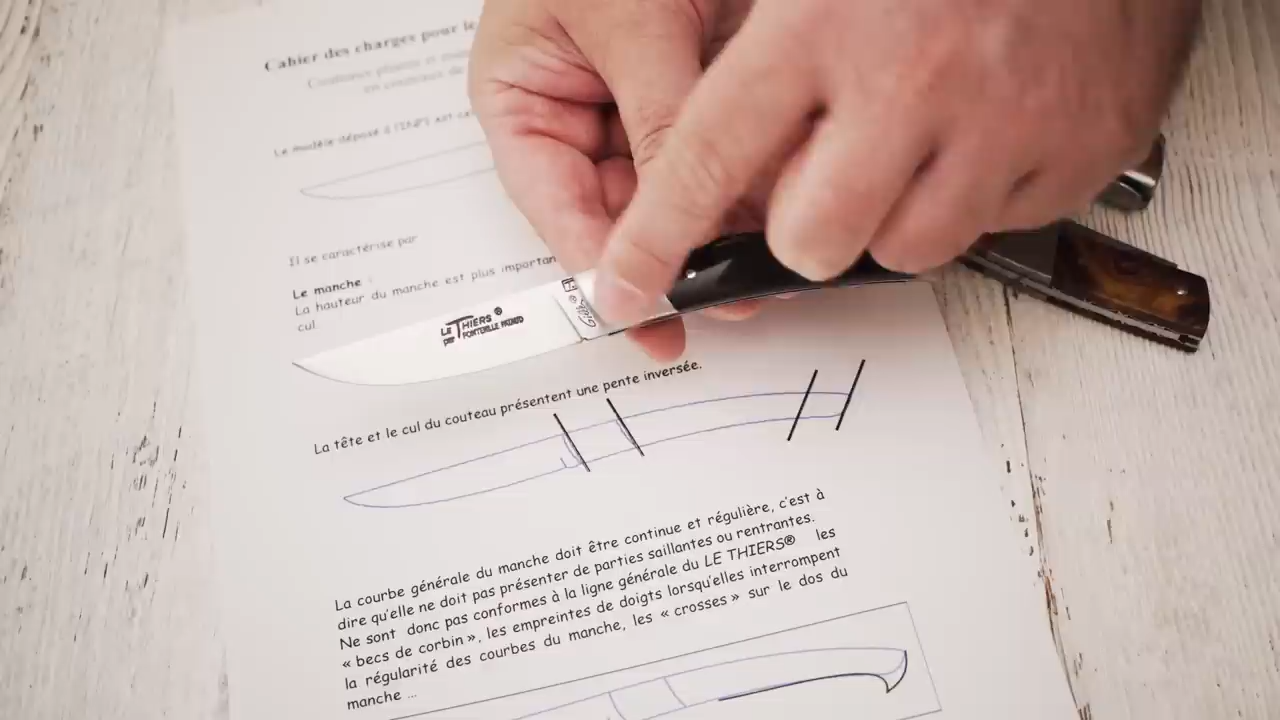 Cahier des charges pour le
Le modèle déposé à l'INPI est ce
Il se caractérise par
Le manche :
La hauteur du manche est plus importan
cul
LE THIERS®
par FONTENILLE PATAUD
La tête et le cul du couteau présentent une pente inversée.
La courbe générale du manche doit être continue et régulière, c'est à
dire qu'elle ne doit pas présenter de parties saillantes ou rentrantes.
Ne sont donc pas conformes à la ligne générale du LE THIERS® les
« becs de corbin », les empreintes de doigts lorsqu'elles interrompent
la régularité des courbes du manche, les « crosses » sur le dos du
manche ...